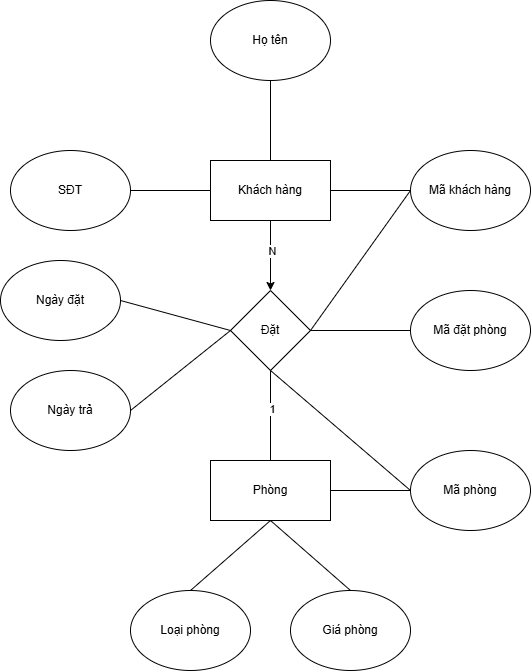 Họ tên
SĐT
Khách hàng
Mã khách hàng
N
Ngày đặt
Đặt
Mã đặt phòng
Ngày trả
1
Phòng
Mã phòng
Loại phòng
Giá phòng